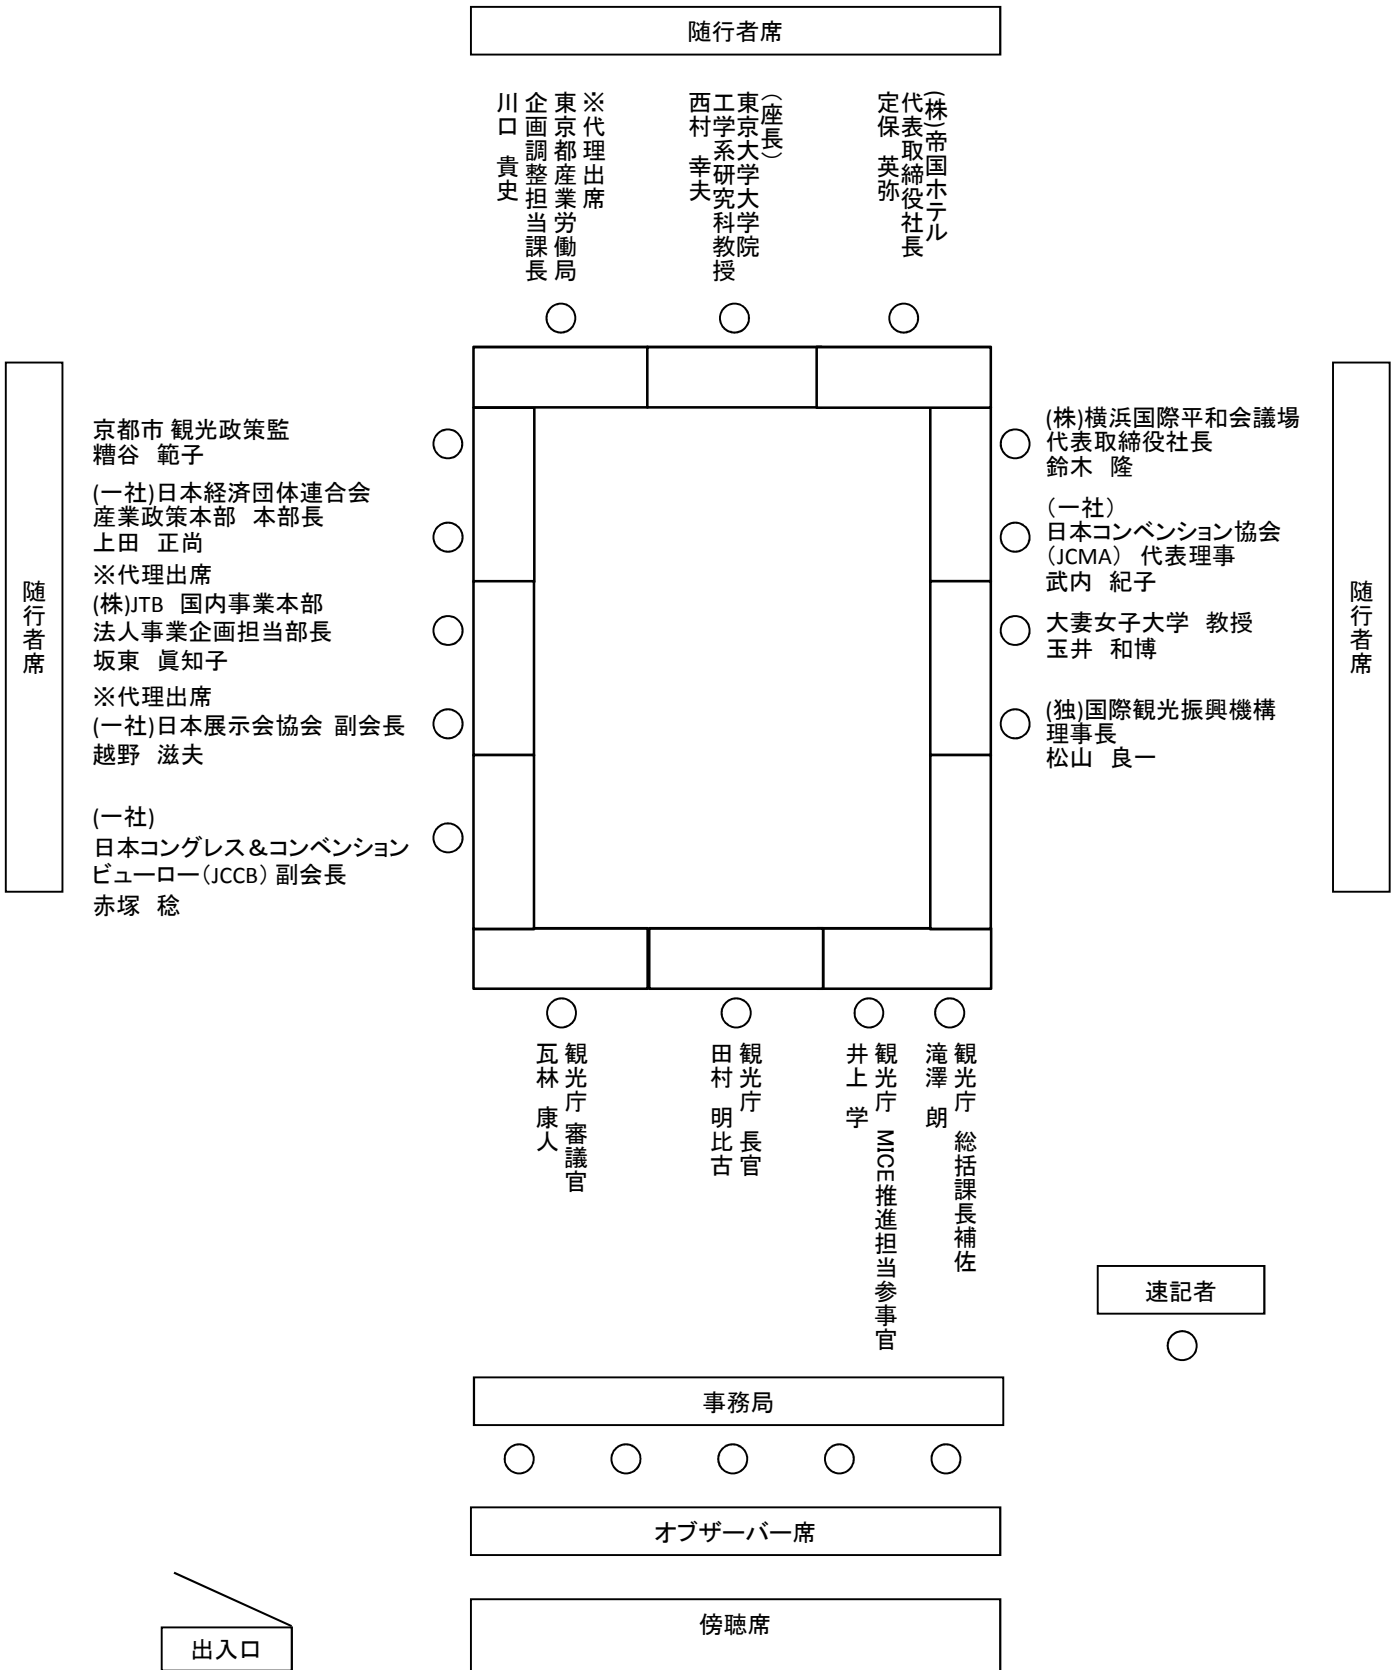 随行者席
(株)帝国ホテル
代表取締役社長
定保 英弥
(座長)
東京大学大学院
工学系研究科教授
西村 幸夫
※代理出席
東京都産業労働局
企画調整担当課長
川口 貴史
随行者席
京都市 観光政策監
糟谷 範子
(一社)日本経済団体連合会
産業政策本部 本部長
上田 正尚
※代理出席
(株)JTB 国内事業本部
法人事業企画担当部長
坂東 眞知子
※代理出席
(一社)日本展示会協会 副会長
越野 滋夫
(一社)
日本コングレス&コンベンション
ビューロー(JCCB)副会長
赤塚 稔
(株)横浜国際平和会議場
代表取締役社長
鈴木 隆
(一社)
日本コンベンション協会
(JCMA) 代表理事
武内 紀子
大妻女子大学 教授
玉井 和博
(独)国際観光振興機構
理事長
松山 良一
随行者席
観光庁 総括課長補佐
滝澤 朗
観光庁 MICE推進担当参事官
井上 学
観光庁 長官
田村 明比古
観光庁 審議官
瓦林 康人
速記者
事務局
オブザーバー席
傍聴席
出入口